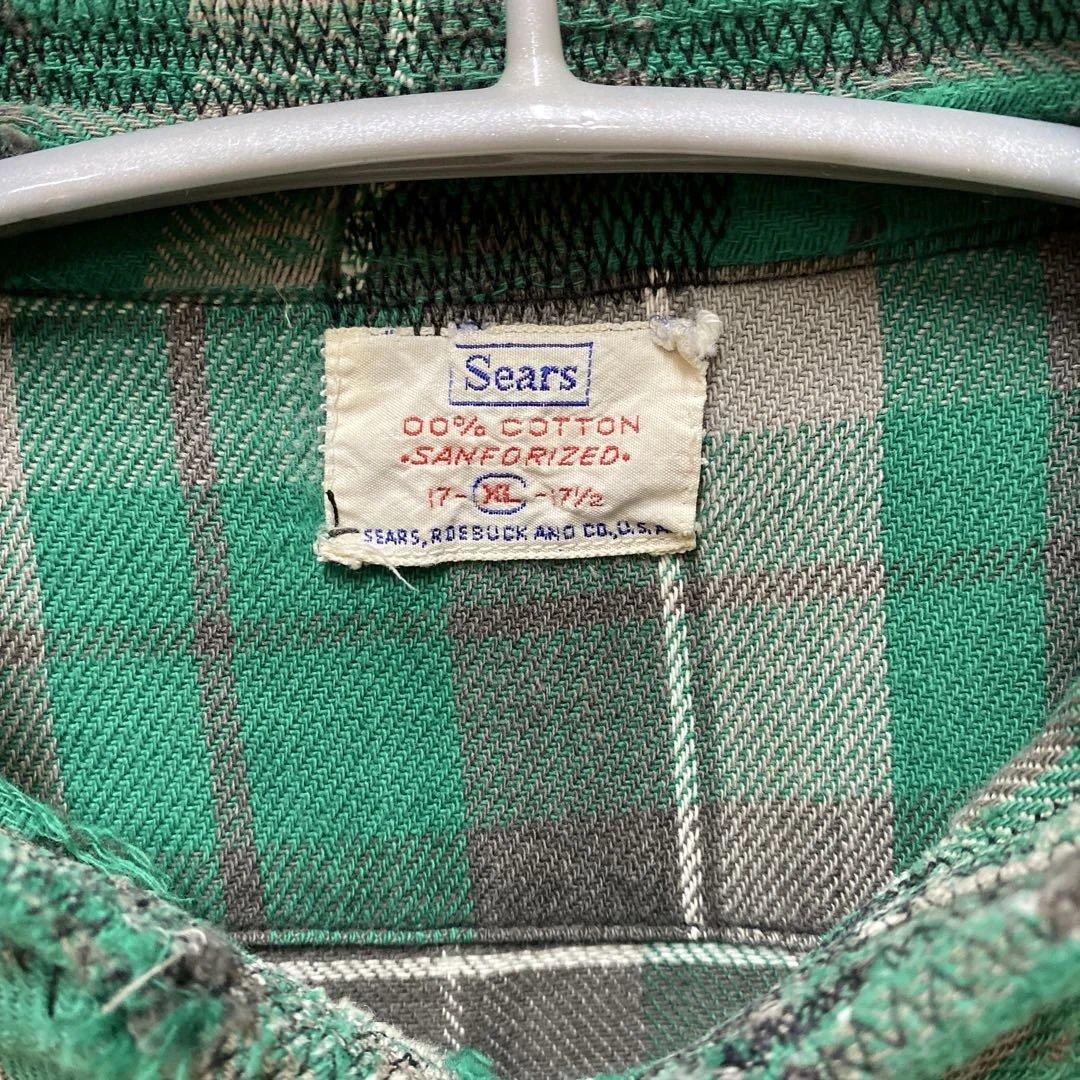 Sears
00% COTTON
•SANFORIZED•
17-XL-17½
SEARS, ROEBUCK AND CO., U.S.A